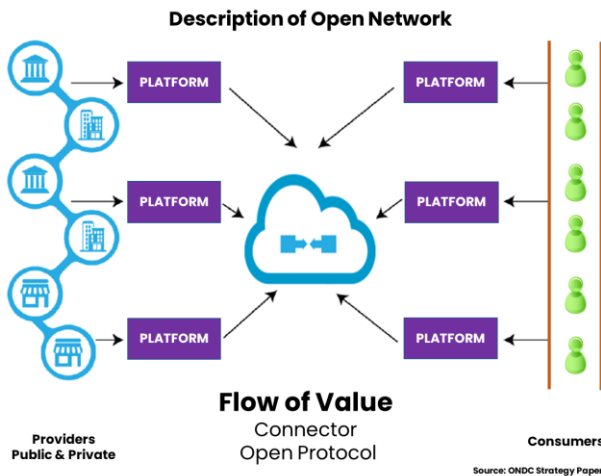 Description of Open Network
PLATFORM
PLATFORM
PLATFORM
PLATFORM
PLATFORM
PLATFORM
Flow of Value
Connector
Open Protocol
Providers
Public & Private
Consumers
Source: ONDC Strategy Paper